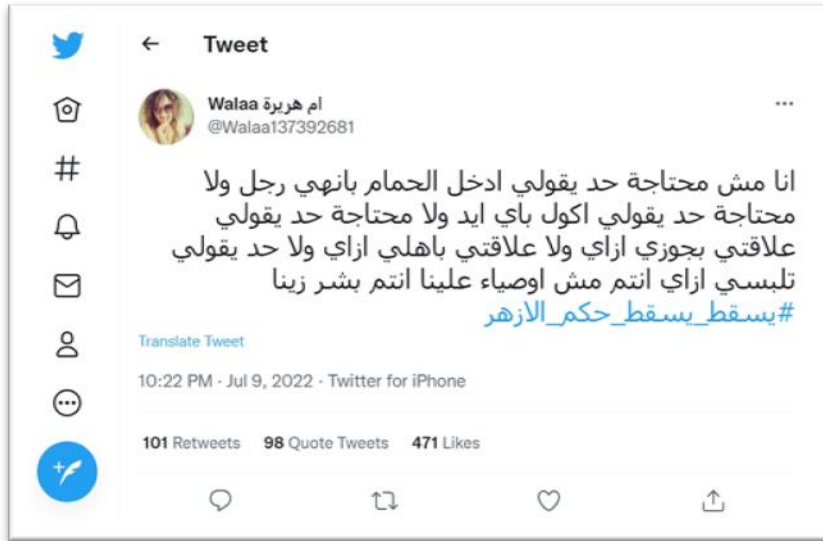 Tweet
Walaa ام هريرة
@Walaa137392681
انا مش محتاجة حد يقولي ادخل الحمام بانهي رجل ولا
محتاجة حد يقولي اكول باي ايد ولا محتاجة حد يقولي
علاقتي بجوزي ازاي ولا علاقتي باهلي ازاي ولا حد يقولي
تلبسي ازاي انتم مش اوصياء علينا انتم بشر زينا
#يسقط_يسقط_حكم_الازهر
Translate Tweet
10:22 PM · Jul 9, 2022 · Twitter for iPhone
101 Retweets 98 Quote Tweets 471 Likes